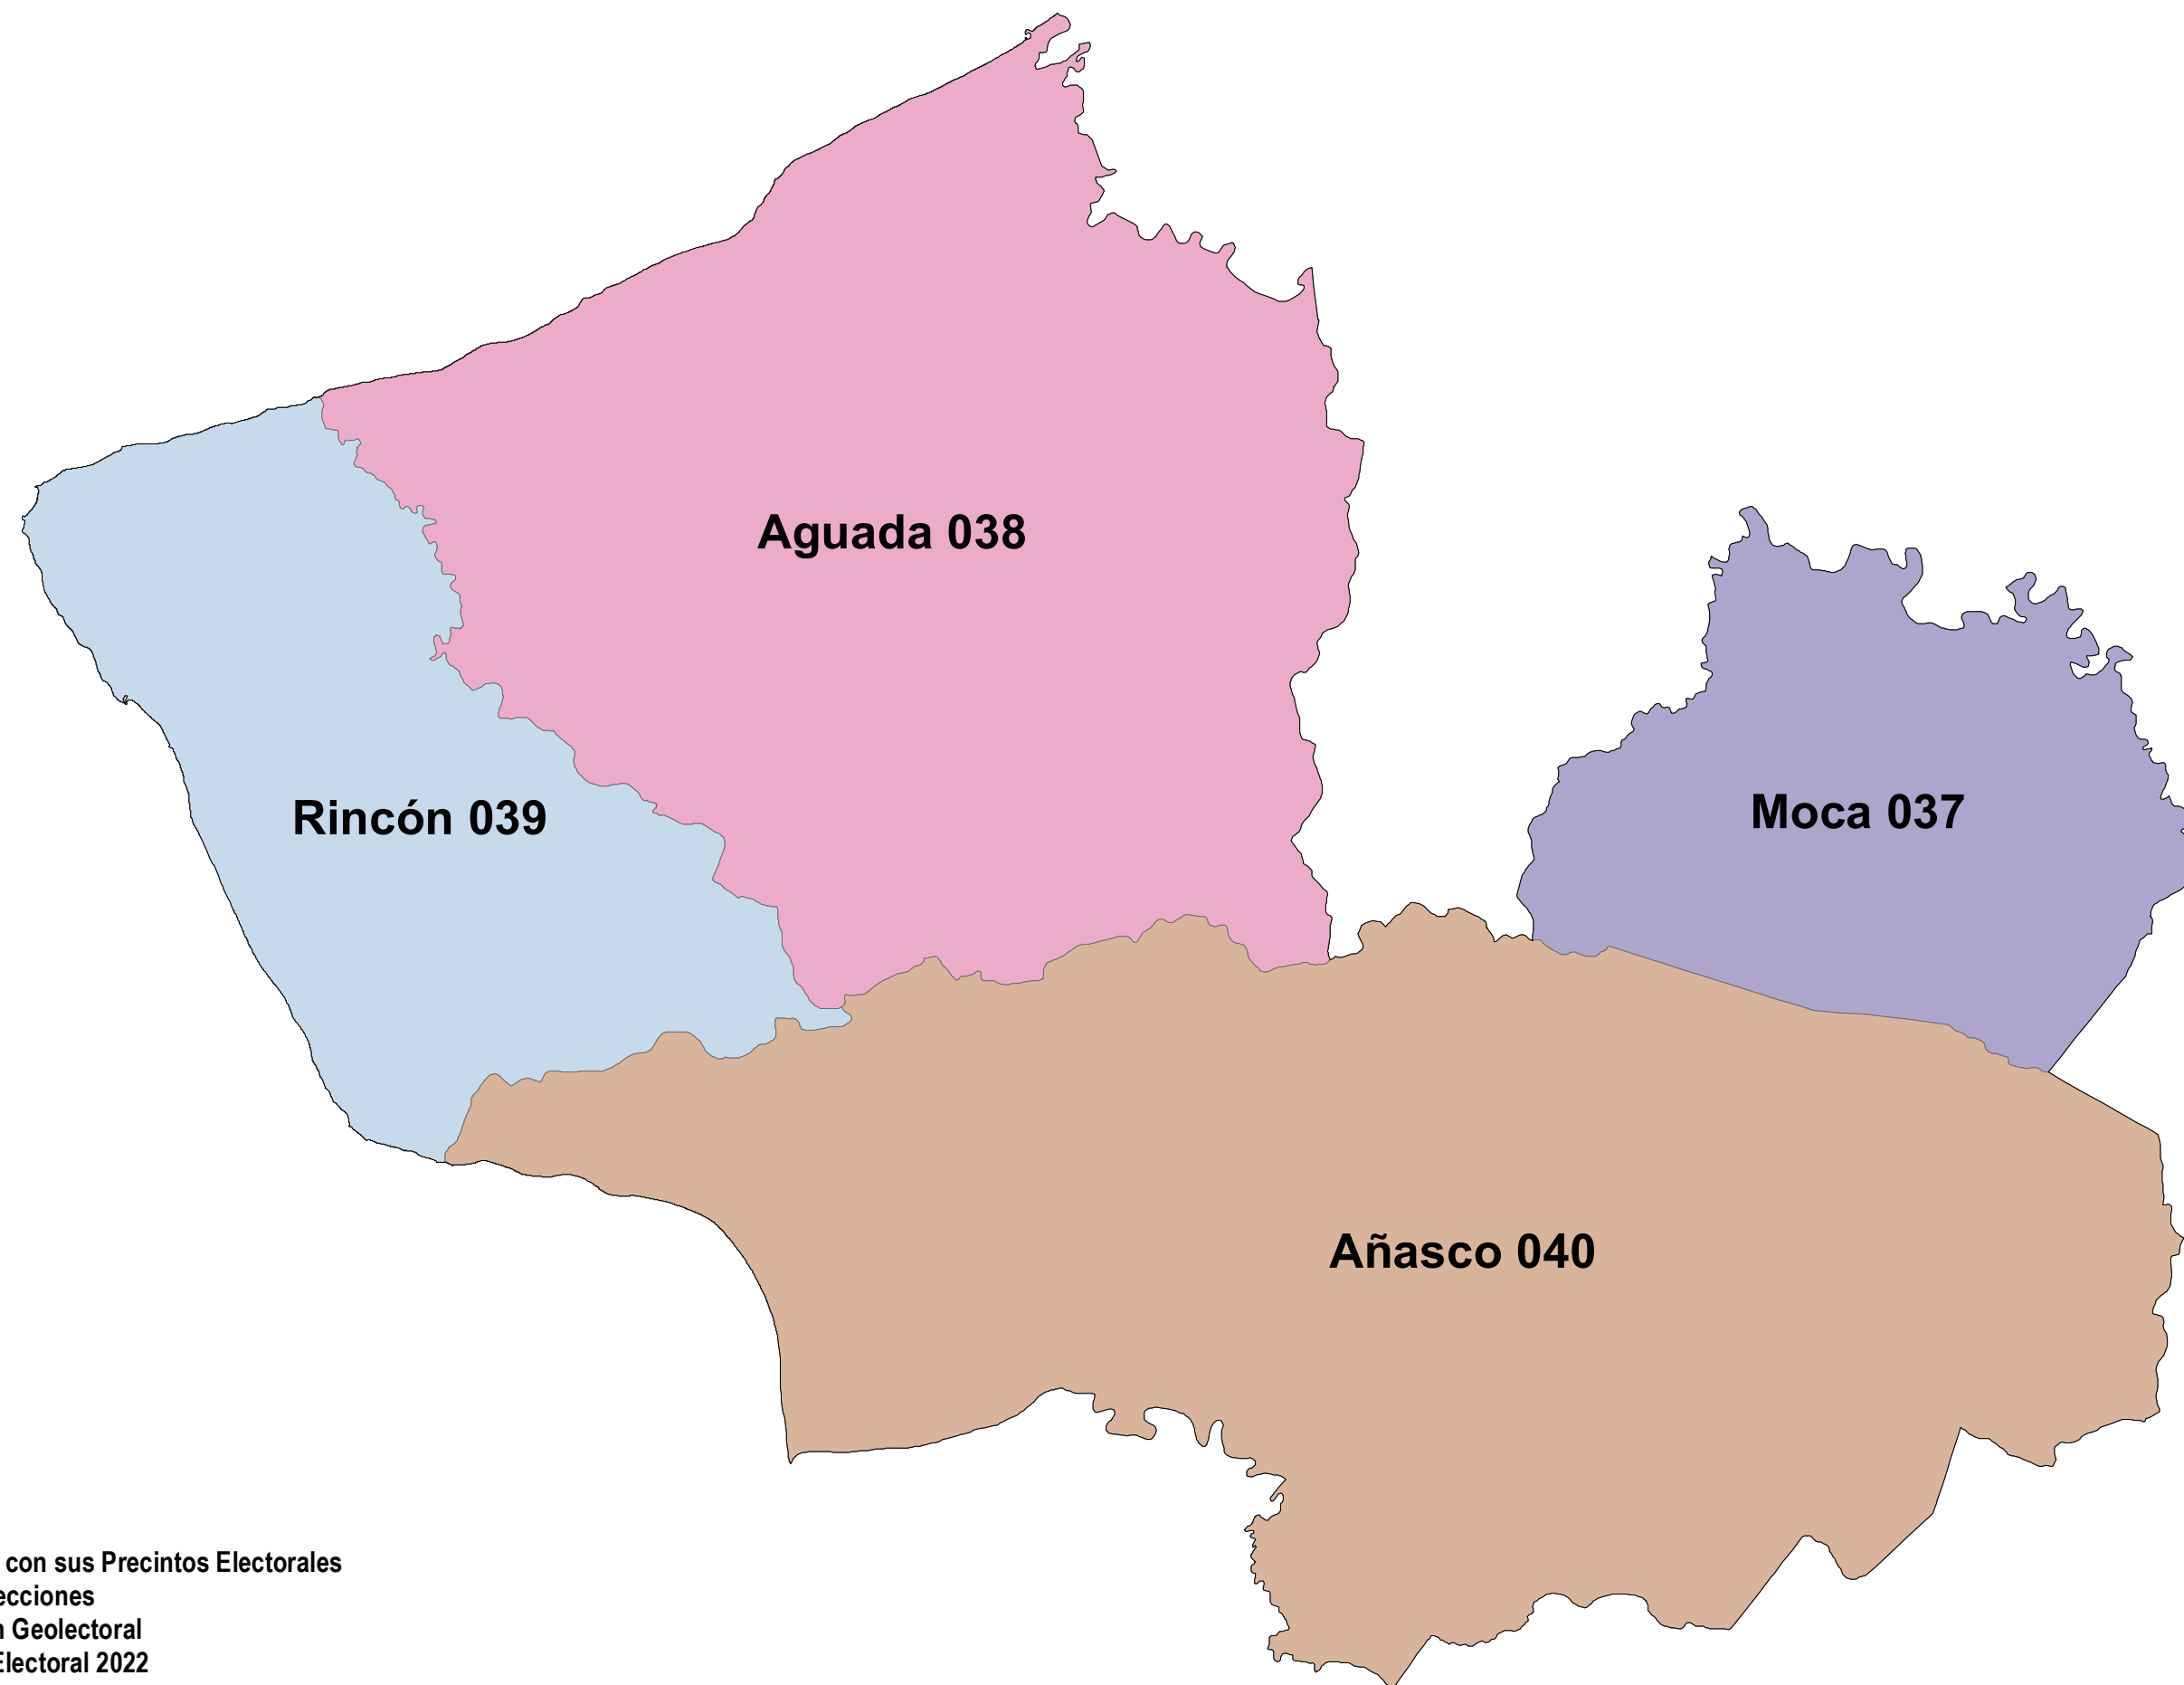 Aguada 038
Moca 037
Rincón 039
Añasco 040
con sus Precintos Electorales
ecciones
Geolectoral
Electoral 2022